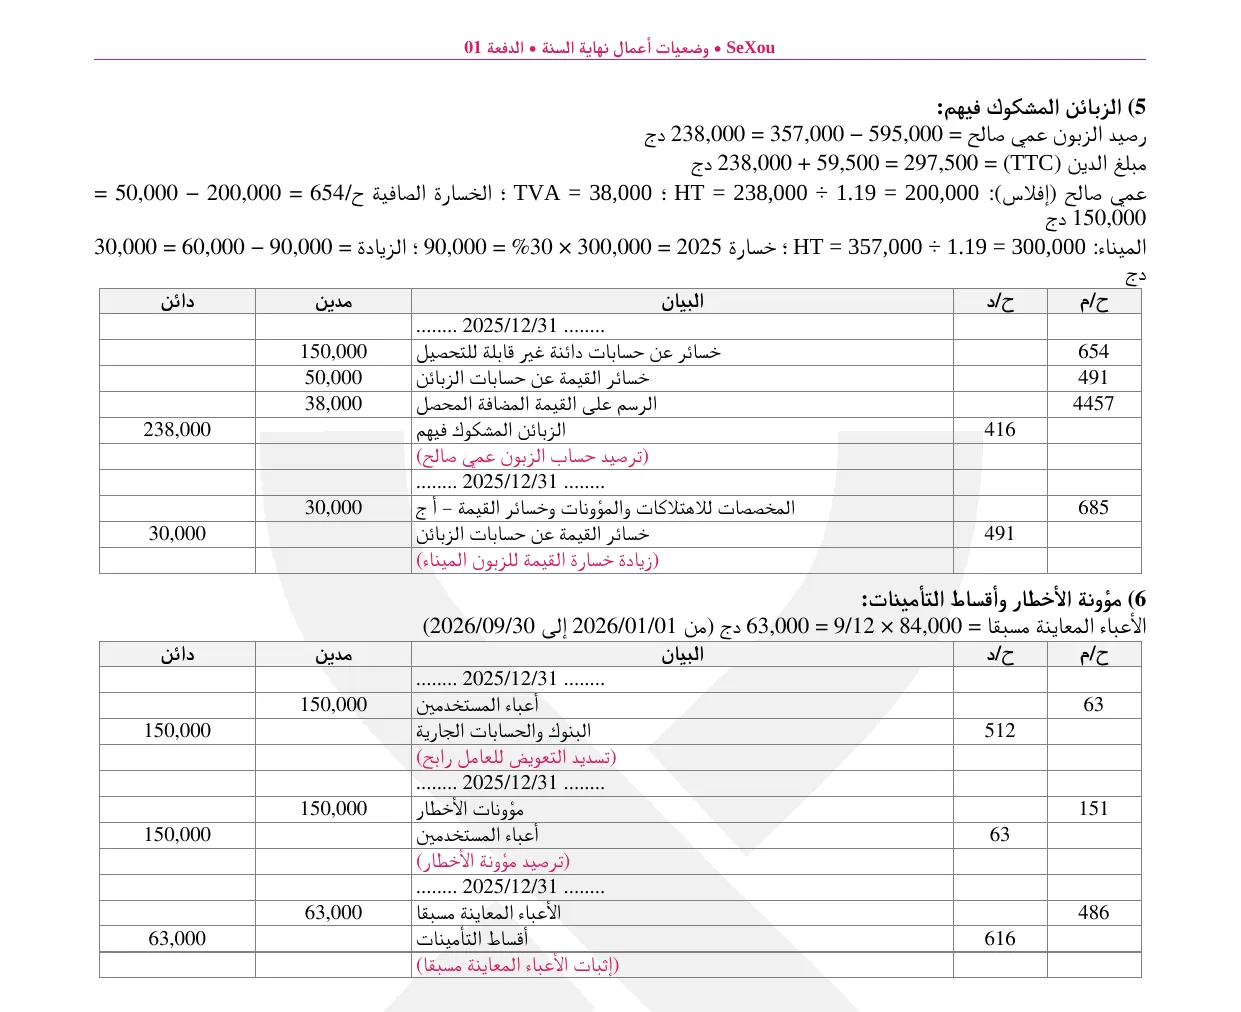 SeXou • وضعيات أعمال نهاية السنة • الدفعة 01
5) الزبائن المشكوك فيهم:
رصيد الزبون عمي صالح = 595,000 − 357,000 = 238,000 دج
مبلغ الدين (TTC) = 238,000 + 59,500 = 297,500 دج
عمي صالح (إفلاس): HT = 238,000 ÷ 1.19 = 200,000 ؛ TVA = 38,000 ؛ الخسارة الصافية ح/654 = 200,000 − 50,000 =
150,000 دج
الميناء: HT = 357,000 ÷ 1.19 = 300,000 ؛ خسارة 2025 = 300,000 × 30% = 90,000 ؛ الزيادة = 90,000 − 60,000 = 30,000
دج
ح/م ح/د البيان مدين دائن
........ 2025/12/31 ........
654 خسائر عن حسابات دائنة غير قابلة للتحصيل 150,000
491 خسائر القيمة عن حسابات الزبائن 50,000
4457 الرسم على القيمة المضافة المحصل 38,000
416 الزبائن المشكوك فيهم 238,000
(ترصيد حساب الزبون عمي صالح)
........ 2025/12/31 ........
685 المخصصات للاهتلاكات والمؤونات وخسائر القيمة – أ ج 30,000
491 خسائر القيمة عن حسابات الزبائن 30,000
(زيادة خسارة القيمة للزبون الميناء)
6) مؤونة الأخطار وأقساط التأمينات:
الأعباء المعاينة مسبقا = 84,000 × 9/12 = 63,000 دج (من 2026/01/01 إلى 2026/09/30)
ح/م ح/د البيان مدين دائن
........ 2025/12/31 ........
63 أعباء المستخدمين 150,000
512 البنوك والحسابات الجارية 150,000
(تسديد التعويض للعامل رابح)
........ 2025/12/31 ........
151 مؤونات الأخطار 150,000
63 أعباء المستخدمين 150,000
(ترصيد مؤونة الأخطار)
........ 2025/12/31 ........
486 الأعباء المعاينة مسبقا 63,000
616 أقساط التأمينات 63,000
(إثبات الأعباء المعاينة مسبقا)